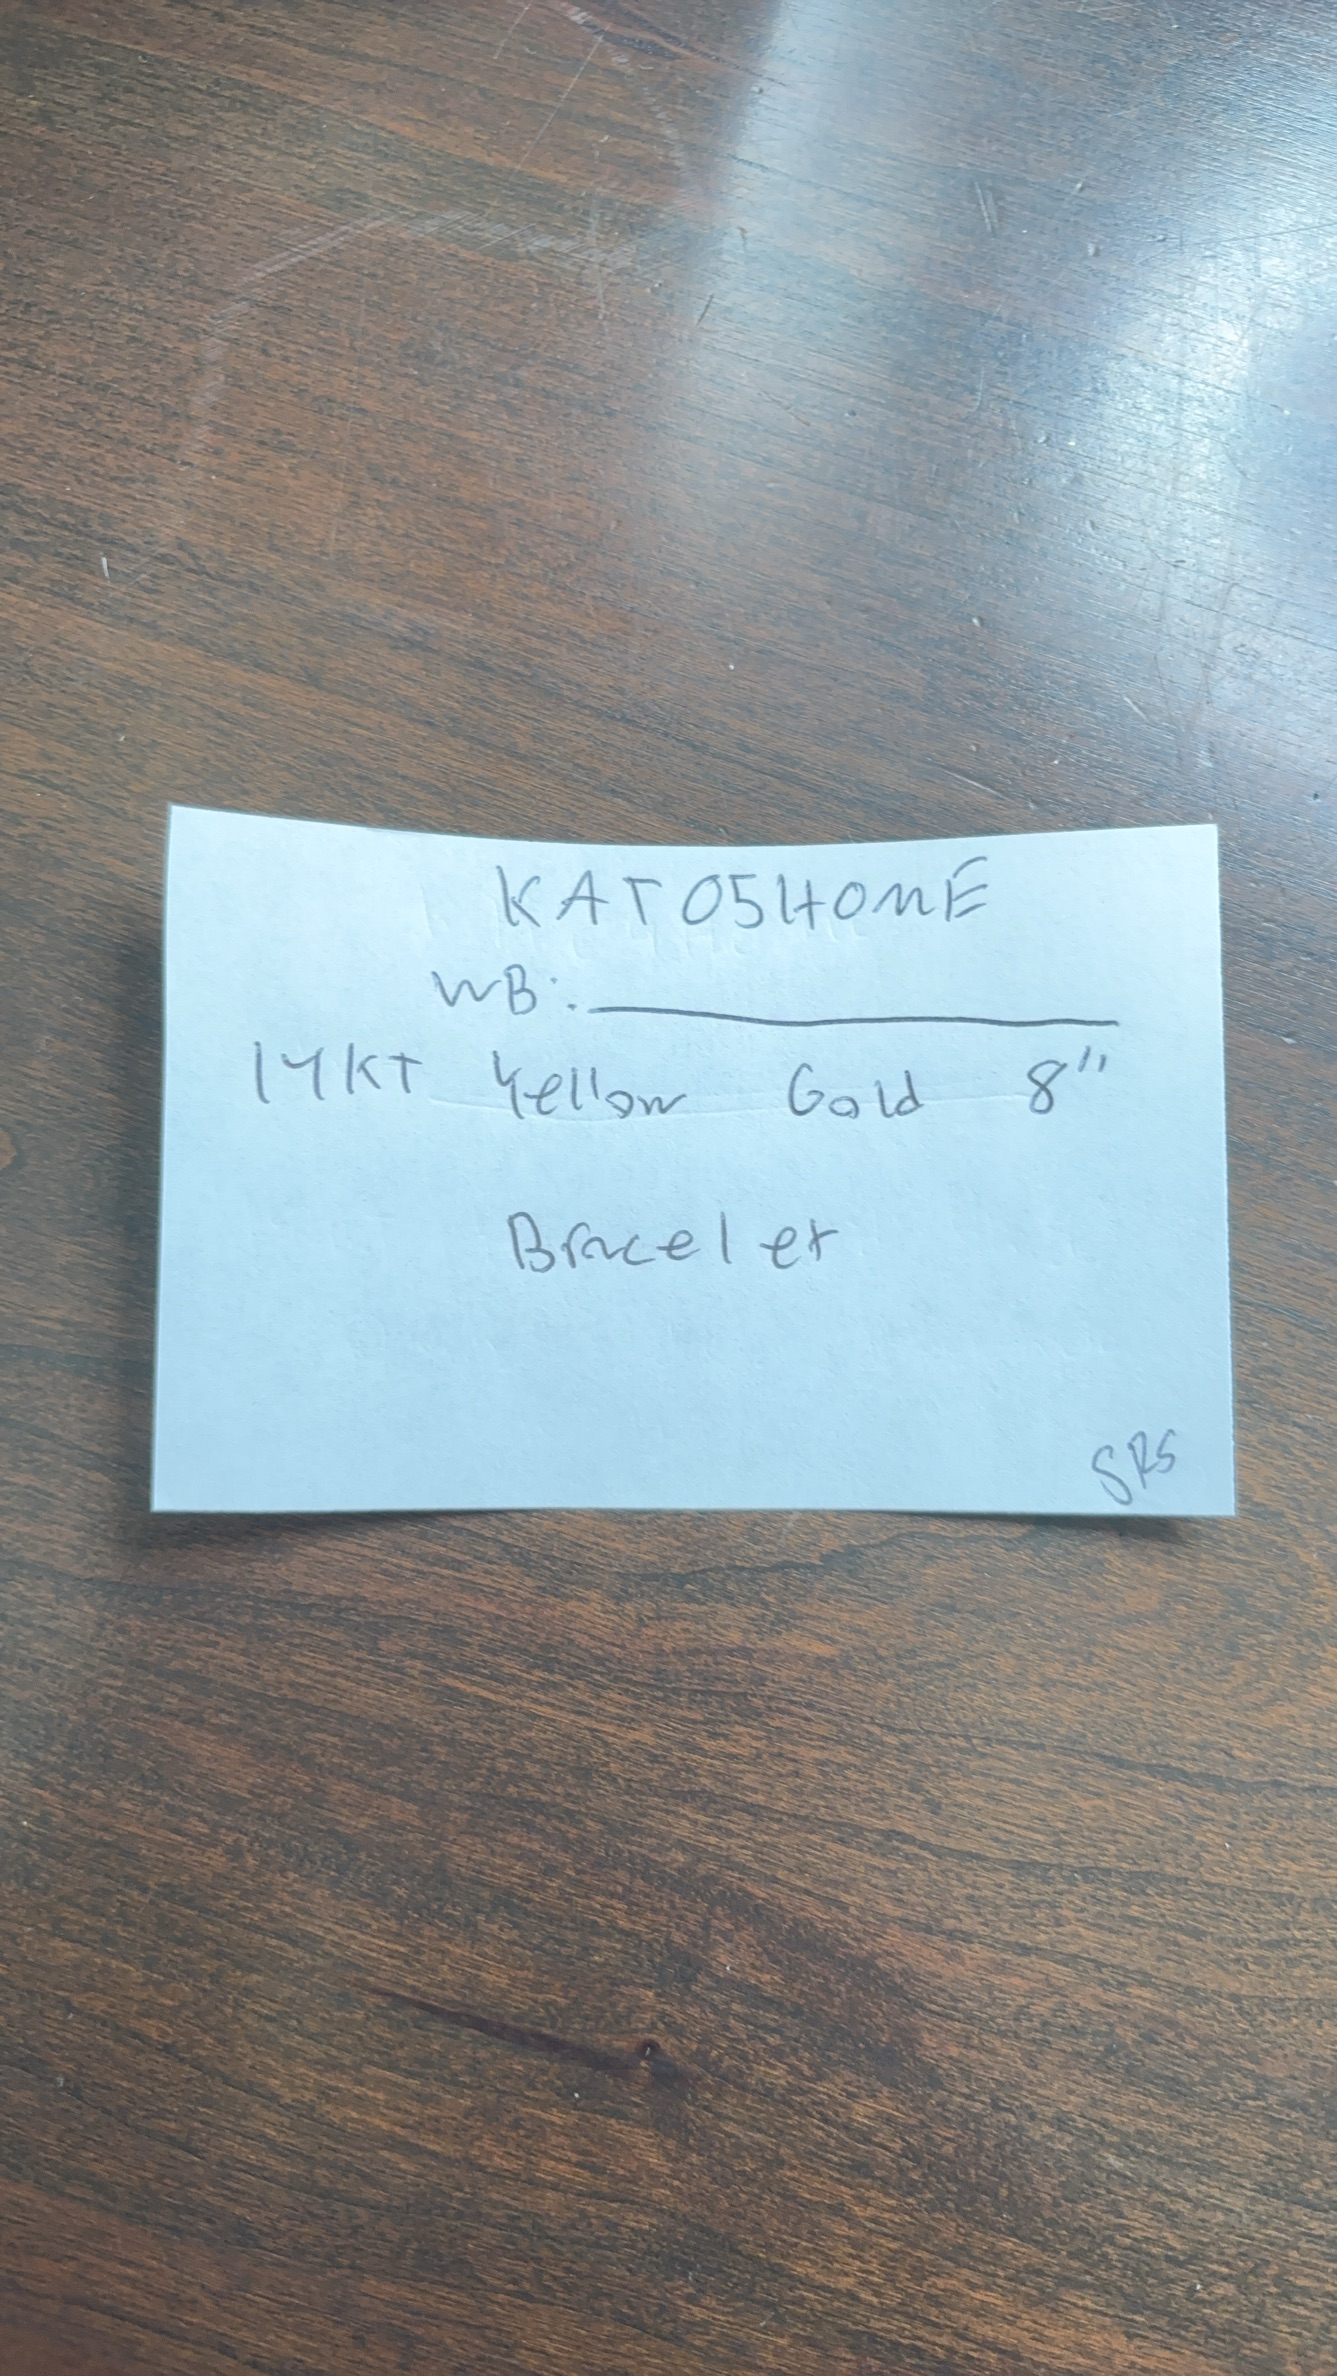 KAT05HOME
WB:
14KT Yellow Gold 8"
Bracelet
SRS